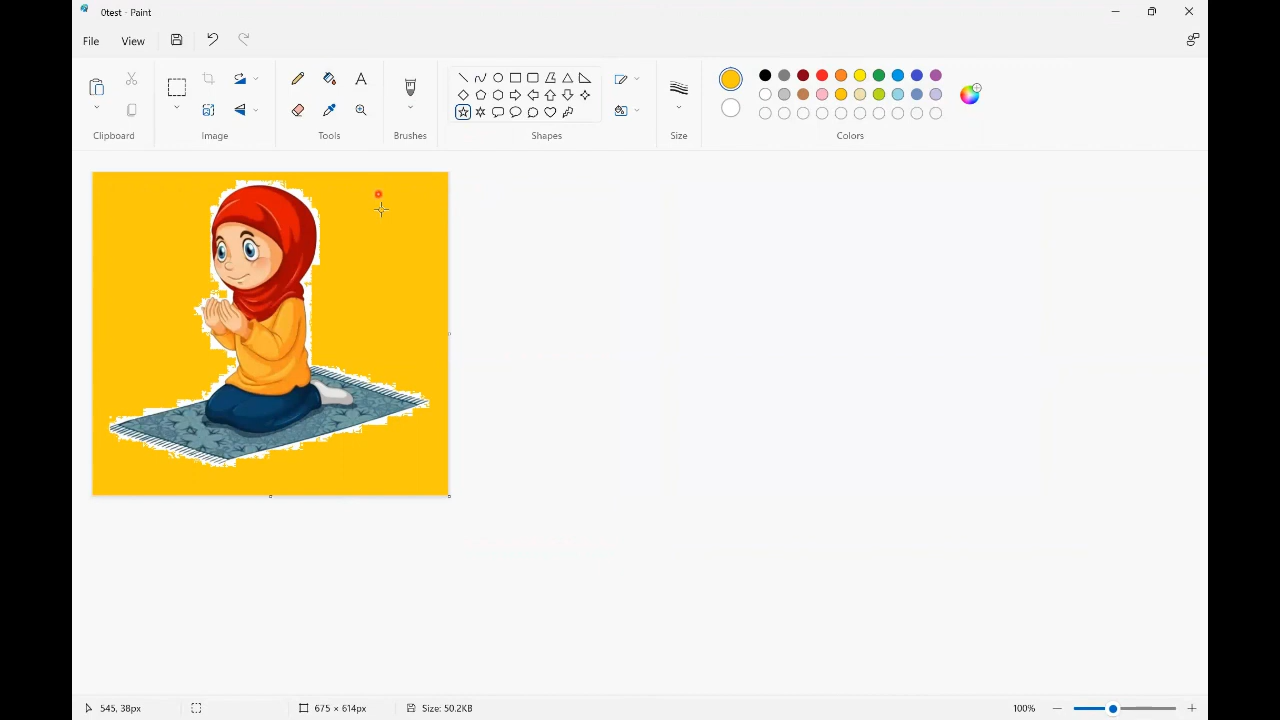 0test - Paint
File View
Clipboard Image Tools Brushes Shapes Size Colors
545, 38px 675 × 614px Size: 50.2KB 100%